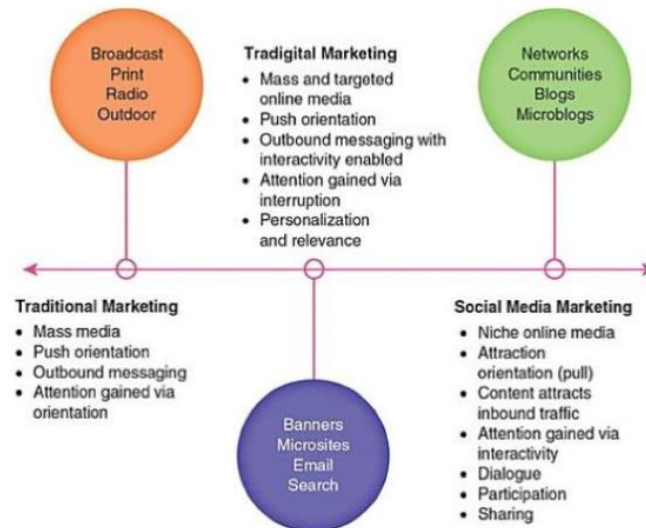 Broadcast
Print
Radio
Outdoor
Tradigital Marketing
• Mass and targeted
online media
• Push orientation
• Outbound messaging with
interactivity enabled
• Attention gained via
interruption
• Personalization
and relevance
Networks
Communities
Blogs
Microblogs
Traditional Marketing
• Mass media
• Push orientation
• Outbound messaging
• Attention gained via
orientation
Banners
Microsites
Email
Search
Social Media Marketing
• Niche online media
• Attraction
orientation (pull)
• Content attracts
inbound traffic
• Attention gained via
interactivity
• Dialogue
• Participation
• Sharing